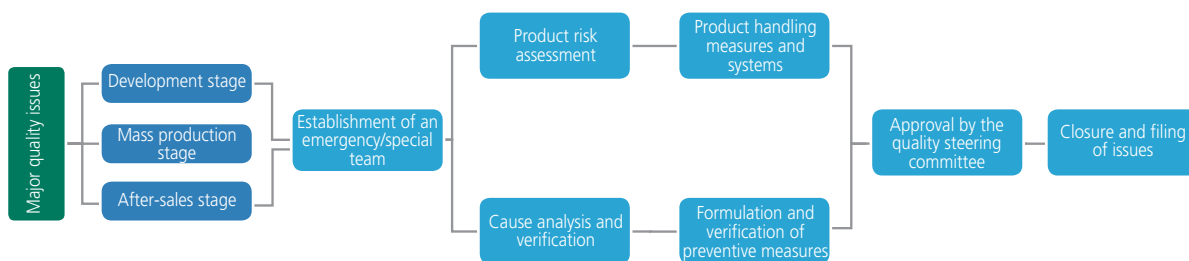 Major quality issues
Development stage
Mass production
stage
After-sales stage
Establishment of an
emergency/special
team
Product risk
assessment
Product handling
measures and
systems
Cause analysis and
verification
Formulation and
verification of
preventive measures
Approval by the
quality steering
committee
Closure and filing
of issues